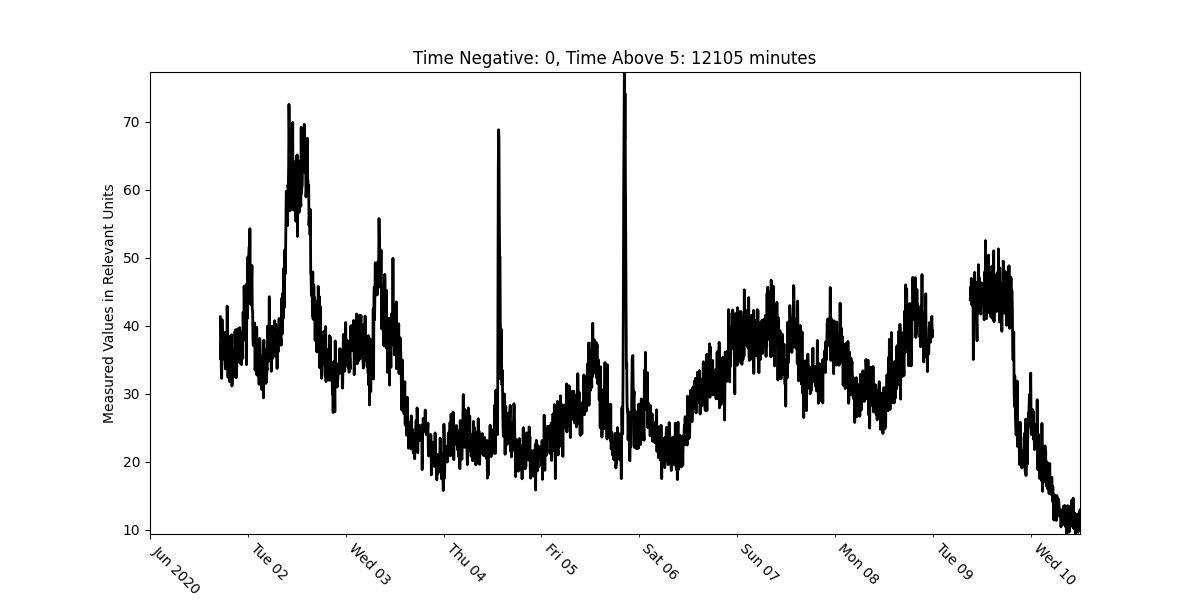 Time Negative: 0, Time Above 5: 12105 minutes
Measured Values in Relevant Units
70
60
50
40
30
20
10
Jun 2020
Tue 02
Wed 03
Thu 04
Fri 05
Sat 06
Sun 07
Mon 08
Tue 09
Wed 10